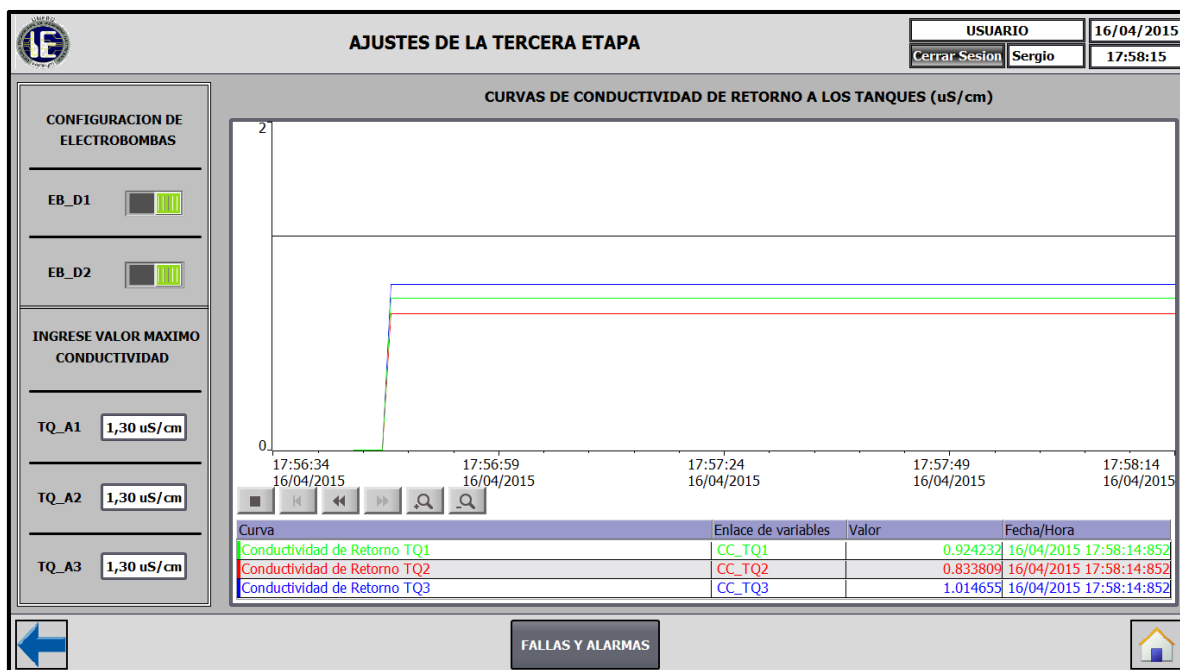 AJUSTES DE LA TERCERA ETAPA
USUARIO
16/04/2015
Cerrar Sesion Sergio
17:58:15
CONFIGURACION DE
ELECTROBOMBAS
EB_D1
EB_D2
INGRESE VALOR MAXIMO
CONDUCTIVIDAD
TQ_A1 1,30 uS/cm
TQ_A2 1,30 uS/cm
TQ_A3 1,30 uS/cm
CURVAS DE CONDUCTIVIDAD DE RETORNO A LOS TANQUES (uS/cm)
2
0
17:56:34 17:56:59 17:57:24 17:57:49 17:58:14
16/04/2015 16/04/2015 16/04/2015 16/04/2015 16/04/2015
Curva Enlace de variables Valor Fecha/Hora
Conductividad de Retorno TQ1 CC_TQ1 0.924232 16/04/2015 17:58:14:852
Conductividad de Retorno TQ2 CC_TQ2 0.833809 16/04/2015 17:58:14:852
Conductividad de Retorno TQ3 CC_TQ3 1.014655 16/04/2015 17:58:14:852
FALLAS Y ALARMAS